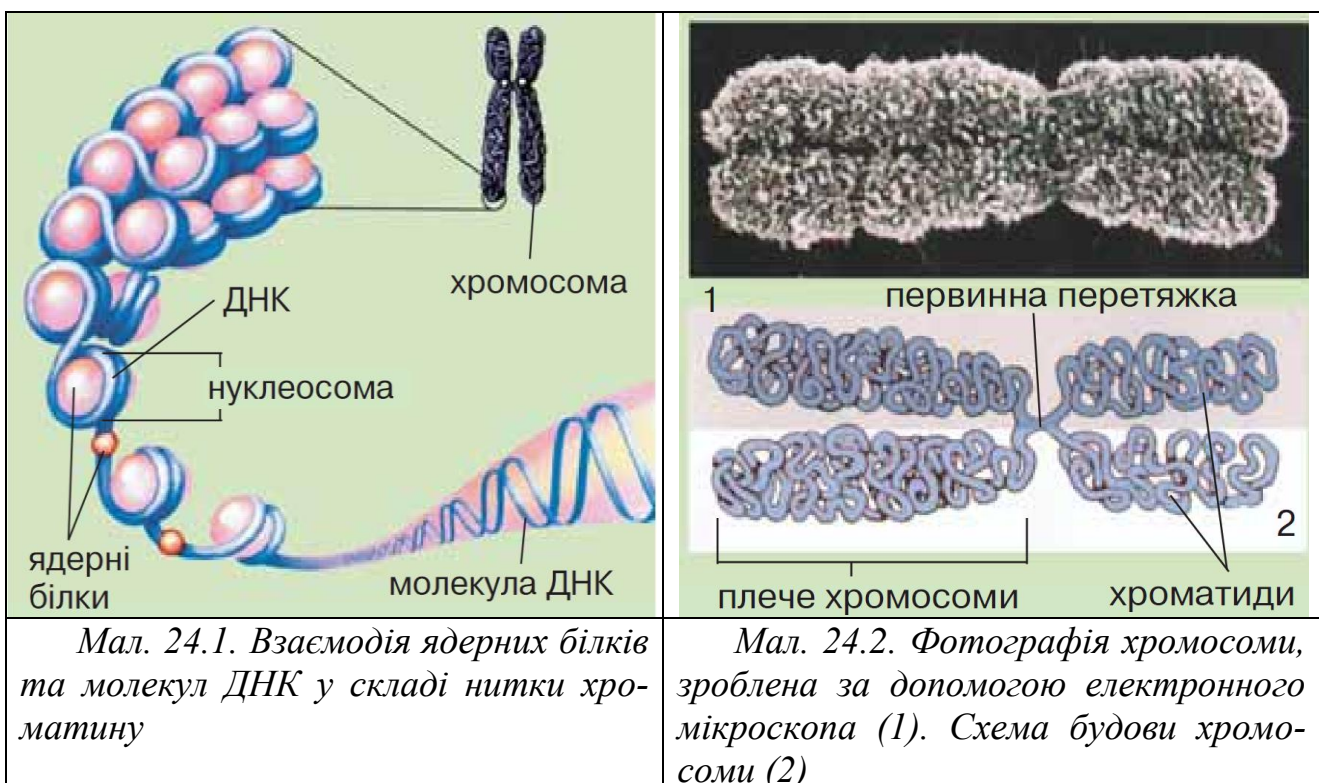 хромосома
ДНК
нуклеосома
ядерні
білки
молекула ДНК
1
первинна перетяжка
2
плече хромосоми
хроматиди
Мал. 24.1. Взаємодія ядерних білків
та молекул ДНК у складі нитки хро-
матину
Мал. 24.2. Фотографія хромосоми,
зроблена за допомогою електронного
мікроскопа (1). Схема будови хромо-
соми (2)